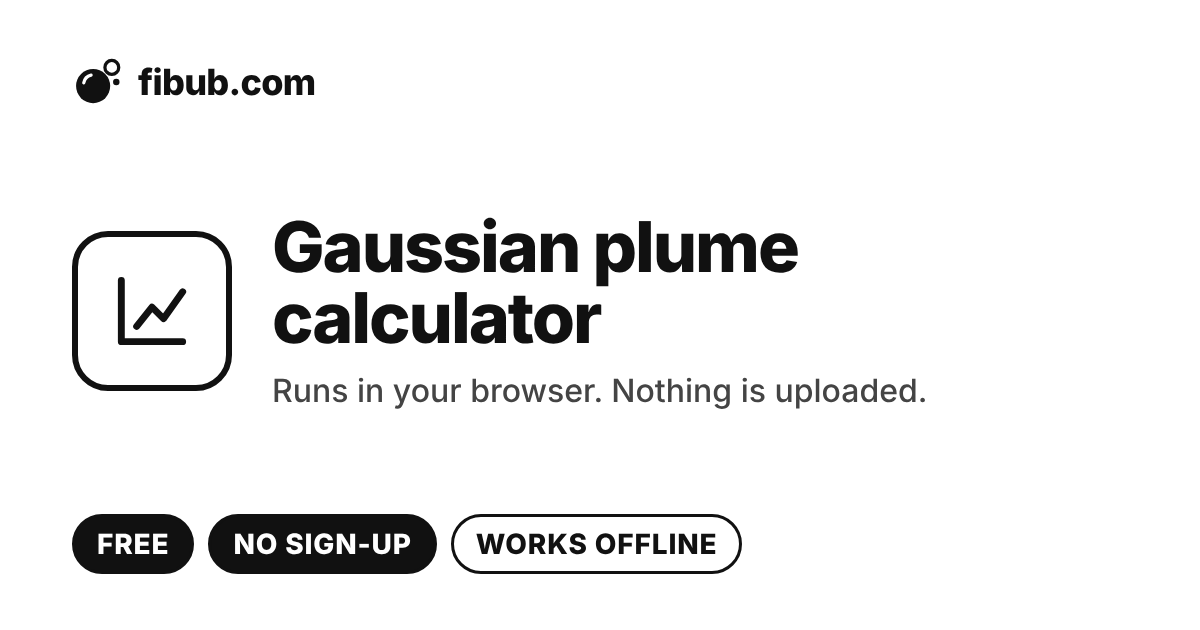 fibub.com
Gaussian plume
calculator
Runs in your browser. Nothing is uploaded.
FREE
NO SIGN-UP
WORKS OFFLINE